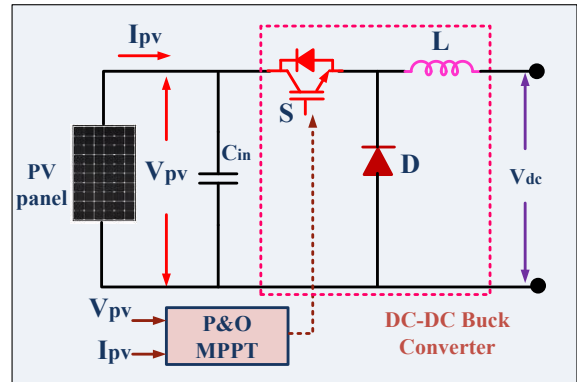 Ipv
L
S
Cin
PV
panel
Vpv
D
Vdc
Vpv
Ipv
P&O
MPPT
DC-DC Buck
Converter